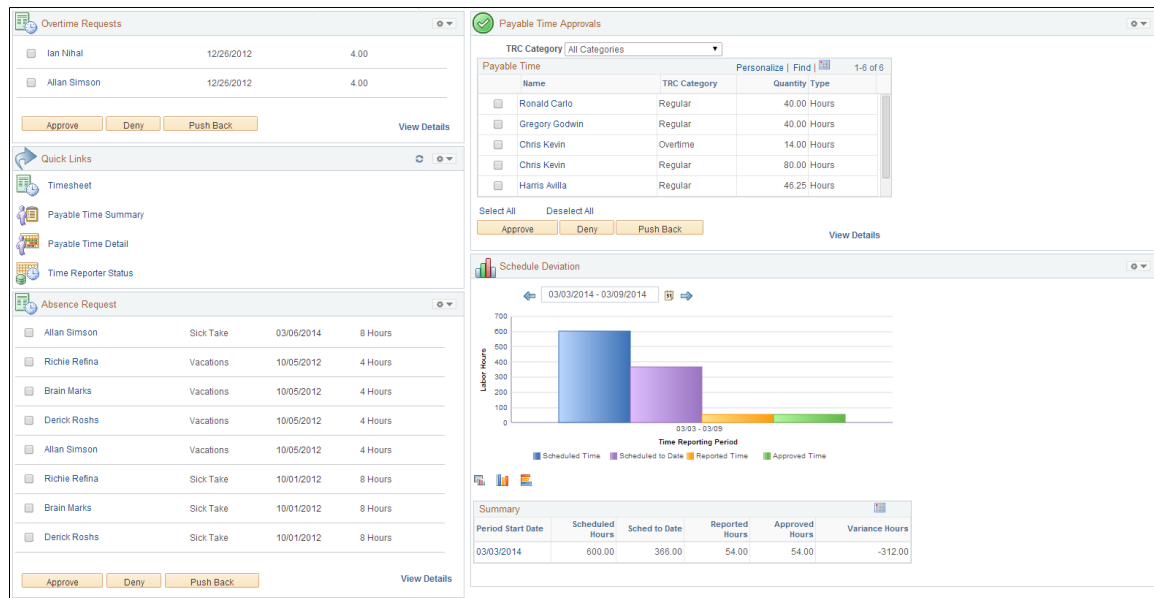 Overtime Requests
Ian Nihal 12/26/2012 4.00
Allan Simson 12/26/2012 4.00
Approve Deny Push Back View Details
Quick Links
Timesheet
Payable Time Summary
Payable Time Detail
Time Reporter Status
Absence Request
Allan Simson Sick Take 03/06/2014 8 Hours
Richie Refina Vacations 10/05/2012 4 Hours
Brain Marks Vacations 10/05/2012 4 Hours
Derick Roshs Vacations 10/05/2012 4 Hours
Allan Simson Vacations 10/05/2012 4 Hours
Richie Refina Sick Take 10/01/2012 8 Hours
Brain Marks Sick Take 10/01/2012 8 Hours
Derick Roshs Sick Take 10/01/2012 8 Hours
Approve Deny Push Back View Details
Payable Time Approvals
TRC Category All Categories
Payable Time Personalize | Find | 1-6 of 6
Name TRC Category Quantity Type
Ronald Carlo Regular 40.00 Hours
Gregory Godwin Regular 40.00 Hours
Chris Kevin Overtime 14.00 Hours
Chris Kevin Regular 80.00 Hours
Harris Avilla Regular 46.25 Hours
Select All Deselect All
Approve Deny Push Back View Details
Schedule Deviation
03/03/2014 - 03/09/2014
700
600
500
400
300
200
100
0
Labor Hours
03/03 - 03/09
Time Reporting Period
Scheduled Time Scheduled to Date Reported Time Approved Time
Summary
Period Start Date Scheduled Hours Sched to Date Reported Hours Approved Hours Variance Hours
03/03/2014 600.00 366.00 54.00 54.00 -312.00